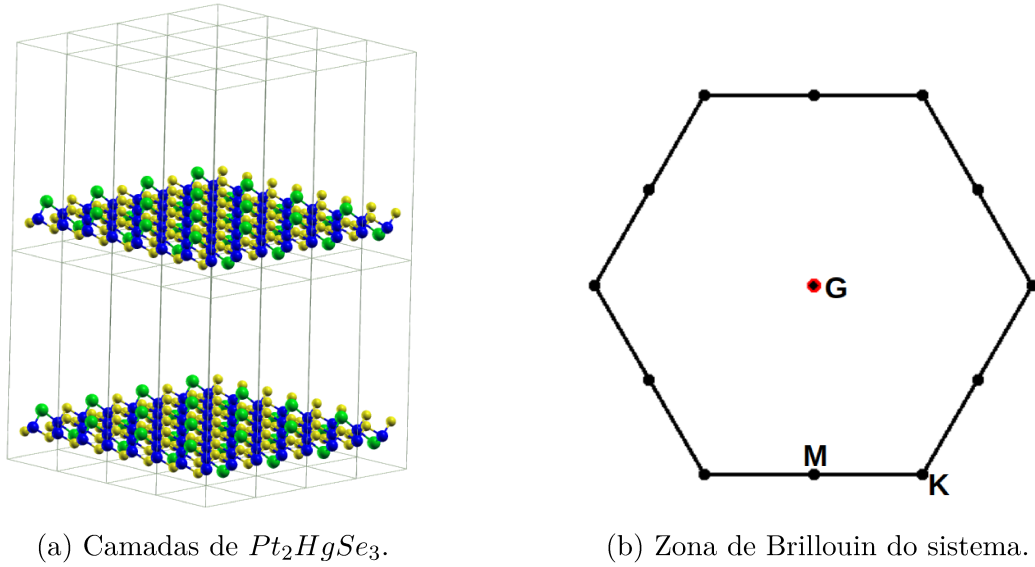 G
M
K
(a) Camadas de Pt₂HgSe₃.
(b) Zona de Brillouin do sistema.